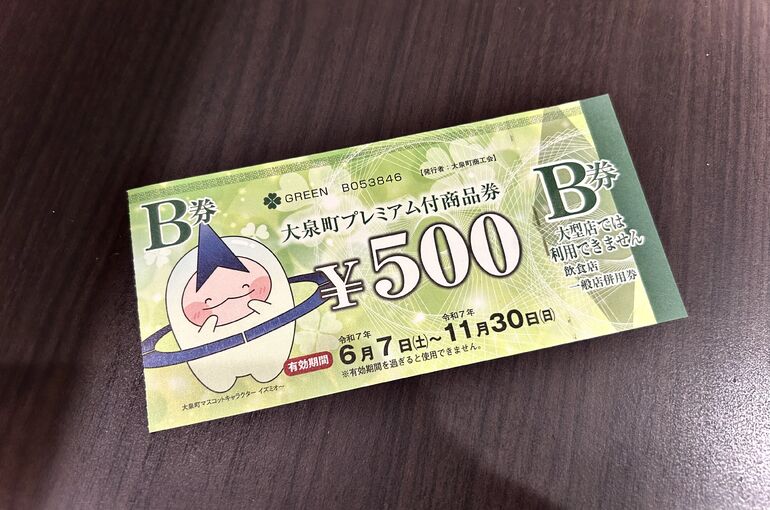 B券
GREEN B053846
【発行者:大泉町商工会】
大泉町プレミアム付商品券
¥500
有効期間
令和7年 令和7年
6月7日(土)~11月30日(日)
※有効期間を過ぎると使用できません。
大泉町マスコットキャラクター イズミオ~
B券
大型店では
利用できません
飲食店
一般店併用券